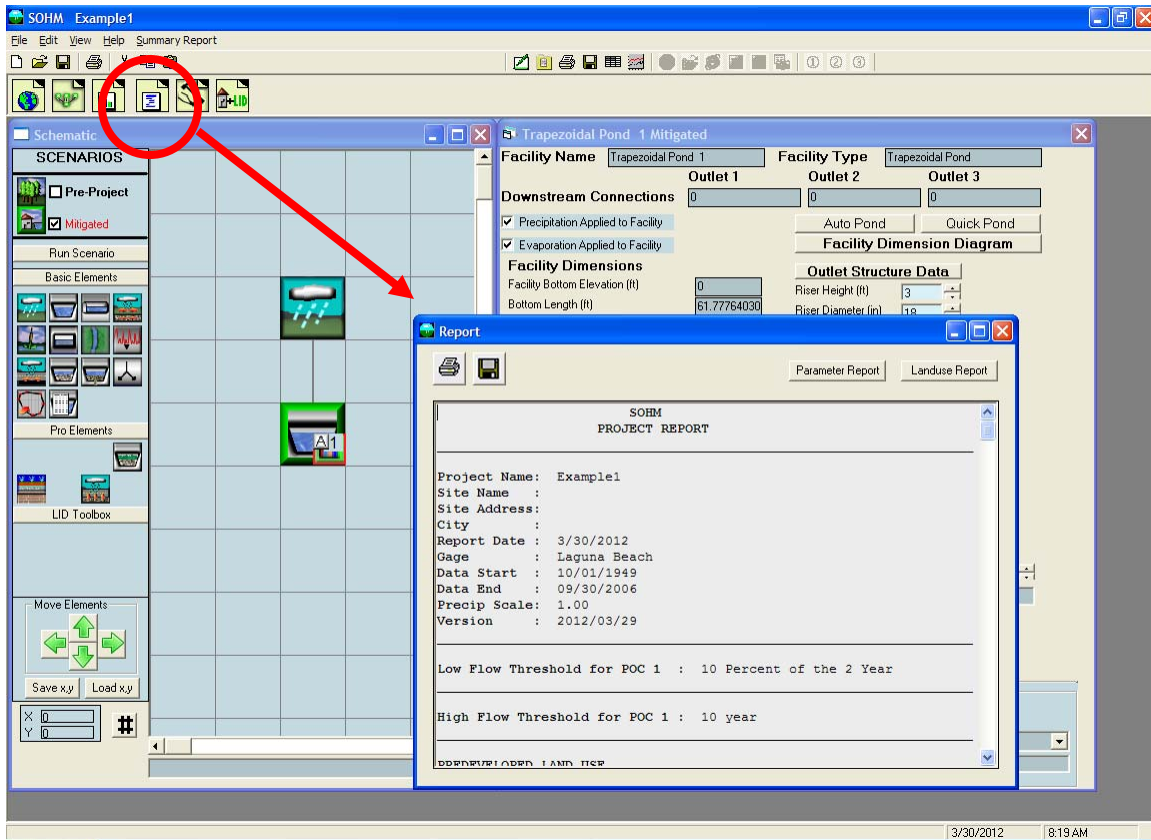 SOHM Example1
File Edit View Help Summary Report
① ② ③
+LID
Schematic
SCENARIOS
Pre-Project
Mitigated
Run Scenario
Basic Elements
Pro Elements
LID Toolbox
Move Elements
Save x,y Load x,y
X 0
Y 0
#
A 1
Trapezoidal Pond 1 Mitigated
Facility Name Trapezoidal Pond 1 Facility Type Trapezoidal Pond
Outlet 1 Outlet 2 Outlet 3
Downstream Connections 0 0 0
Precipitation Applied to Facility Auto Pond Quick Pond
Evaporation Applied to Facility Facility Dimension Diagram
Facility Dimensions Outlet Structure Data
Facility Bottom Elevation (ft) 0 Riser Height (ft) 3
Bottom Length (ft) 61.77764030 Riser Diameter (in) 18
Report
Parameter Report Landuse Report
SOHM
PROJECT REPORT
Project Name: Example1
Site Name :
Site Address:
City :
Report Date : 3/30/2012
Gage : Laguna Beach
Data Start : 10/01/1949
Data End : 09/30/2006
Precip Scale: 1.00
Version : 2012/03/29
Low Flow Threshold for POC 1 : 10 Percent of the 2 Year
High Flow Threshold for POC 1 : 10 year
PREDEVELOPED LAND USE
3/30/2012 8:19 AM